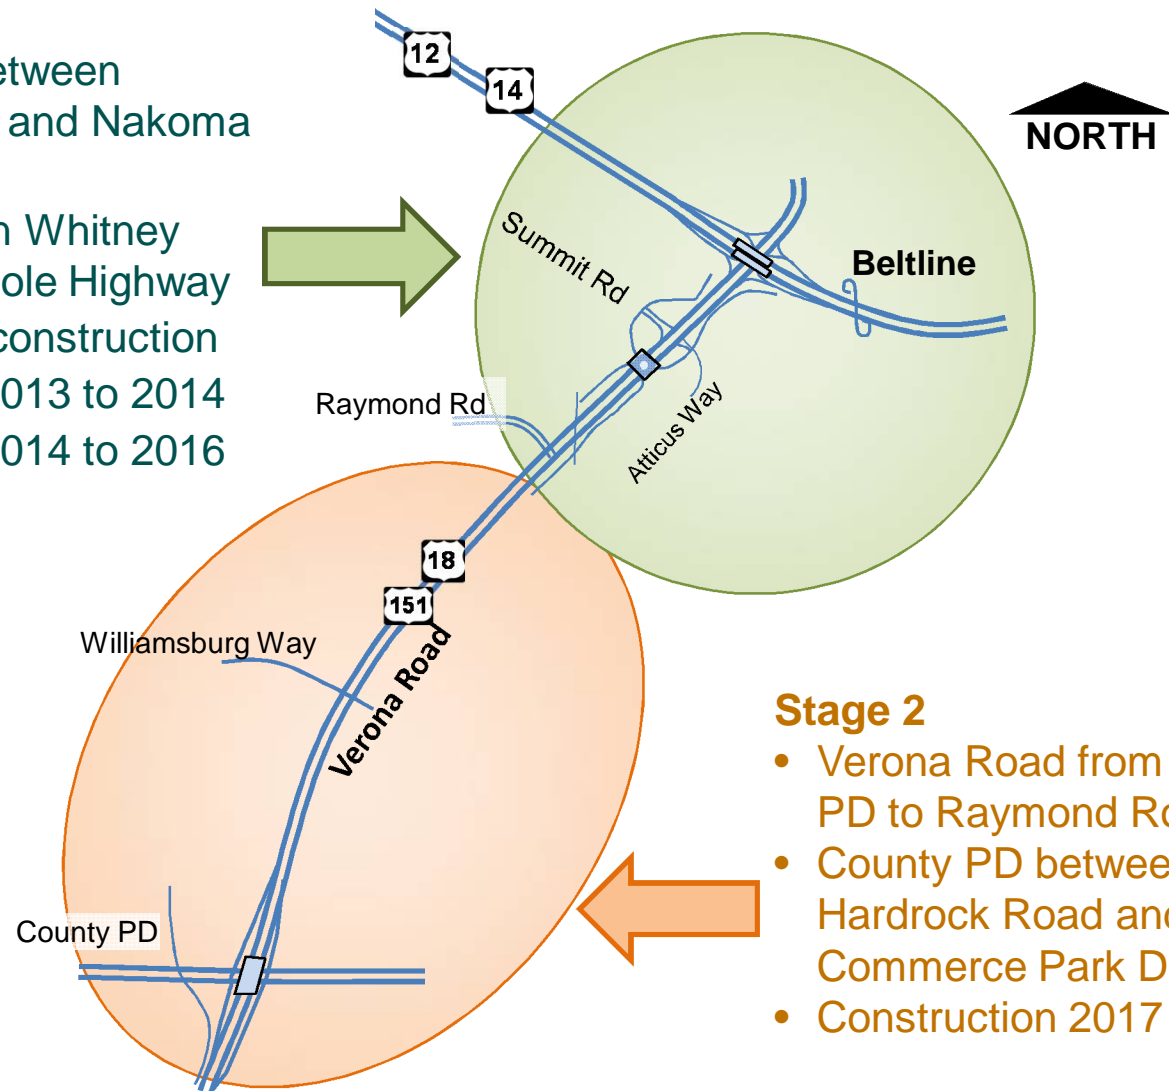 etween
and Nakoma
n Whitney
ole Highway
construction
013 to 2014
014 to 2016
12
14
NORTH
Summit Rd
Beltline
Raymond Rd
Atticus Way
18
151
Williamsburg Way
Verona Road
County PD
Stage 2
• Verona Road from
PD to Raymond Ro
• County PD betwee
Hardrock Road and
Commerce Park D
• Construction 2017